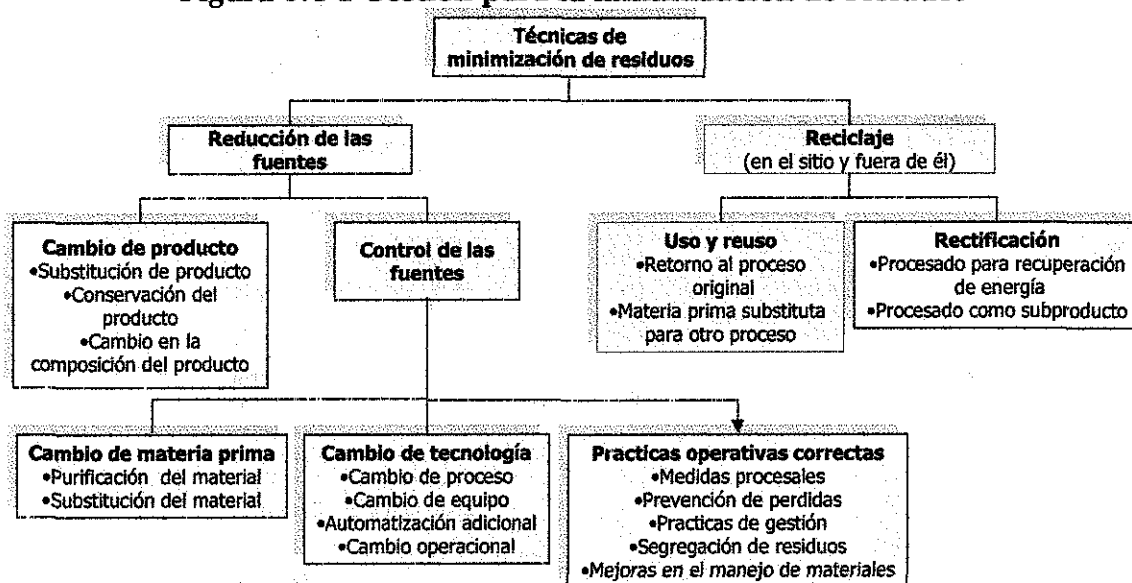 Técnicas de
minimización de residuos
Reducción de las
fuentes
Reciclaje
(en el sitio y fuera de él)
Cambio de producto
•Substitución de producto
•Conservación del
producto
•Cambio en la
composición del producto
Control de las
fuentes
Uso y reuso
•Retorno al proceso
original
•Materia prima substituta
para otro proceso
Rectificación
•Procesado para recuperación
de energía
•Procesado como subproducto
Cambio de materia prima
•Purificación del material
•Substitución del material
Cambio de tecnología
•Cambio de proceso
•Cambio de equipo
•Automatización adicional
•Cambio operacional
Practicas operativas correctas
•Medidas procesales
•Prevención de perdidas
•Practicas de gestión
•Segregación de residuos
•Mejoras en el manejo de materiales